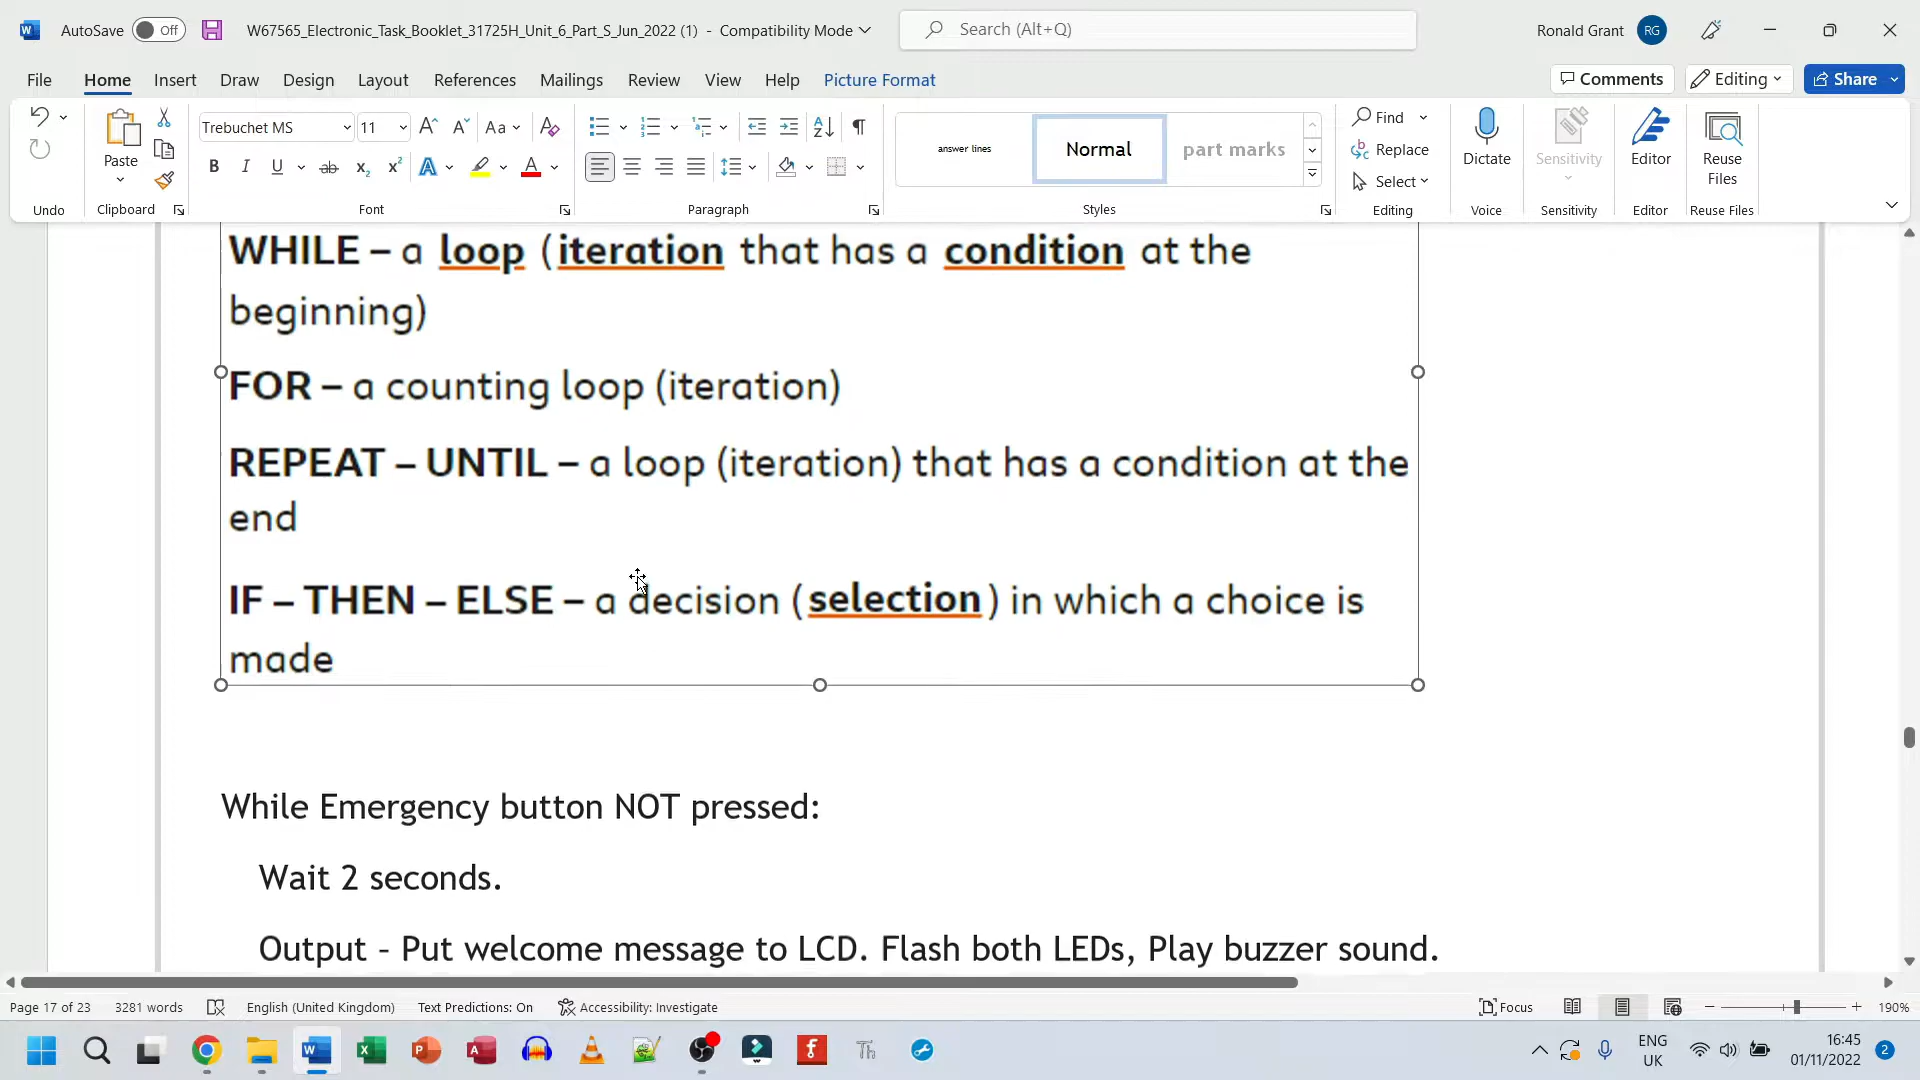 AutoSave Off W67565_Electronic_Task_Booklet_31725H_Unit_6_Part_S_Jun_2022 (1) - Compatibility Mode Search (Alt+Q) Ronald Grant RG
File Home Insert Draw Design Layout References Mailings Review View Help Picture Format Comments Editing Share
Trebuchet MS 11 Aa
Paste
B I U ab x₂ x² A A
answer lines Normal part marks
Find
Replace
Select
Dictate Sensitivity Editor Reuse Files
Undo Clipboard Font Paragraph Styles Editing Voice Sensitivity Editor Reuse Files
WHILE – a loop (iteration that has a condition at the
beginning)
FOR – a counting loop (iteration)
REPEAT – UNTIL – a loop (iteration) that has a condition at the
end
IF – THEN – ELSE – a decision (selection) in which a choice is
made
While Emergency button NOT pressed:
Wait 2 seconds.
Output - Put welcome message to LCD. Flash both LEDs, Play buzzer sound.
Page 17 of 23 3281 words English (United Kingdom) Text Predictions: On Accessibility: Investigate Focus 190%
ENG
UK
16:45
01/11/2022
2